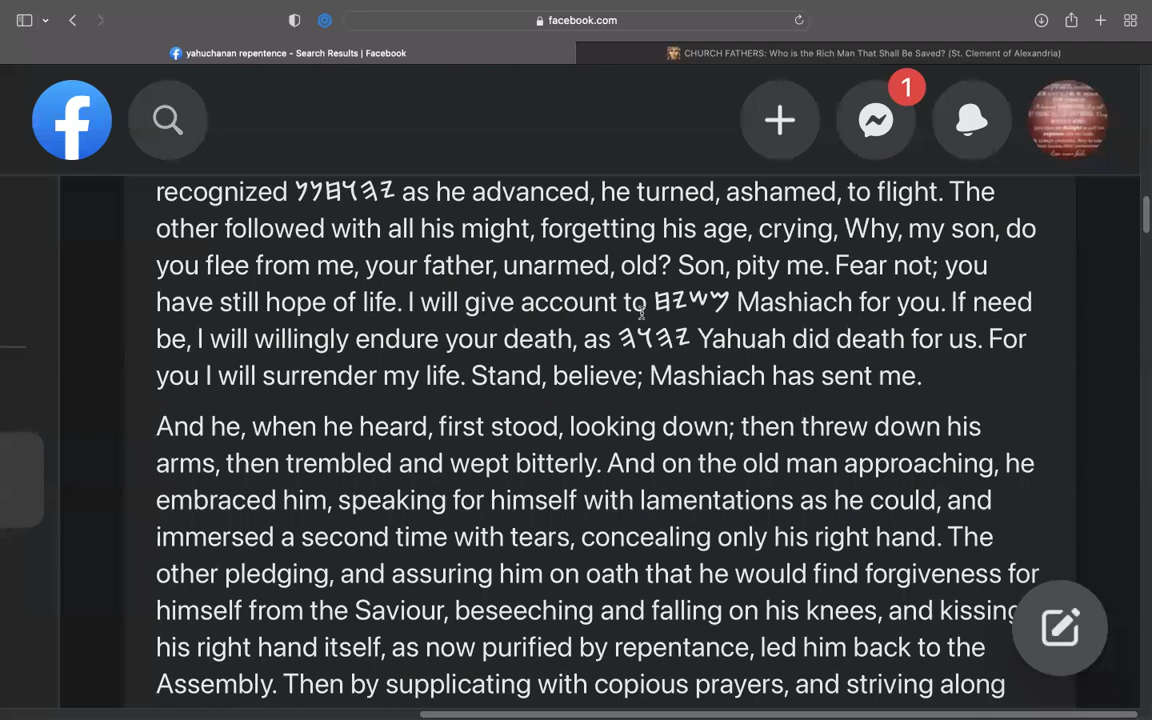 facebook.com
yahuchanan repentence - Search Results | Facebook
CHURCH FATHERS: Who is the Rich Man That Shall Be Saved? (St. Clement of Alexandria)
1
recognized 𐤉𐤄𐤅𐤇𐤍𐤍 as he advanced, he turned, ashamed, to flight. The
other followed with all his might, forgetting his age, crying, Why, my son, do
you flee from me, your father, unarmed, old? Son, pity me. Fear not; you
have still hope of life. I will give account to 𐤌𐤔𐤉𐤇 Mashiach for you. If need
be, I will willingly endure your death, as 𐤉𐤄𐤅𐤄 Yahuah did death for us. For
you I will surrender my life. Stand, believe; Mashiach has sent me.
And he, when he heard, first stood, looking down; then threw down his
arms, then trembled and wept bitterly. And on the old man approaching, he
embraced him, speaking for himself with lamentations as he could, and
immersed a second time with tears, concealing only his right hand. The
other pledging, and assuring him on oath that he would find forgiveness for
himself from the Saviour, beseeching and falling on his knees, and kissing
his right hand itself, as now purified by repentance, led him back to the
Assembly. Then by supplicating with copious prayers, and striving along